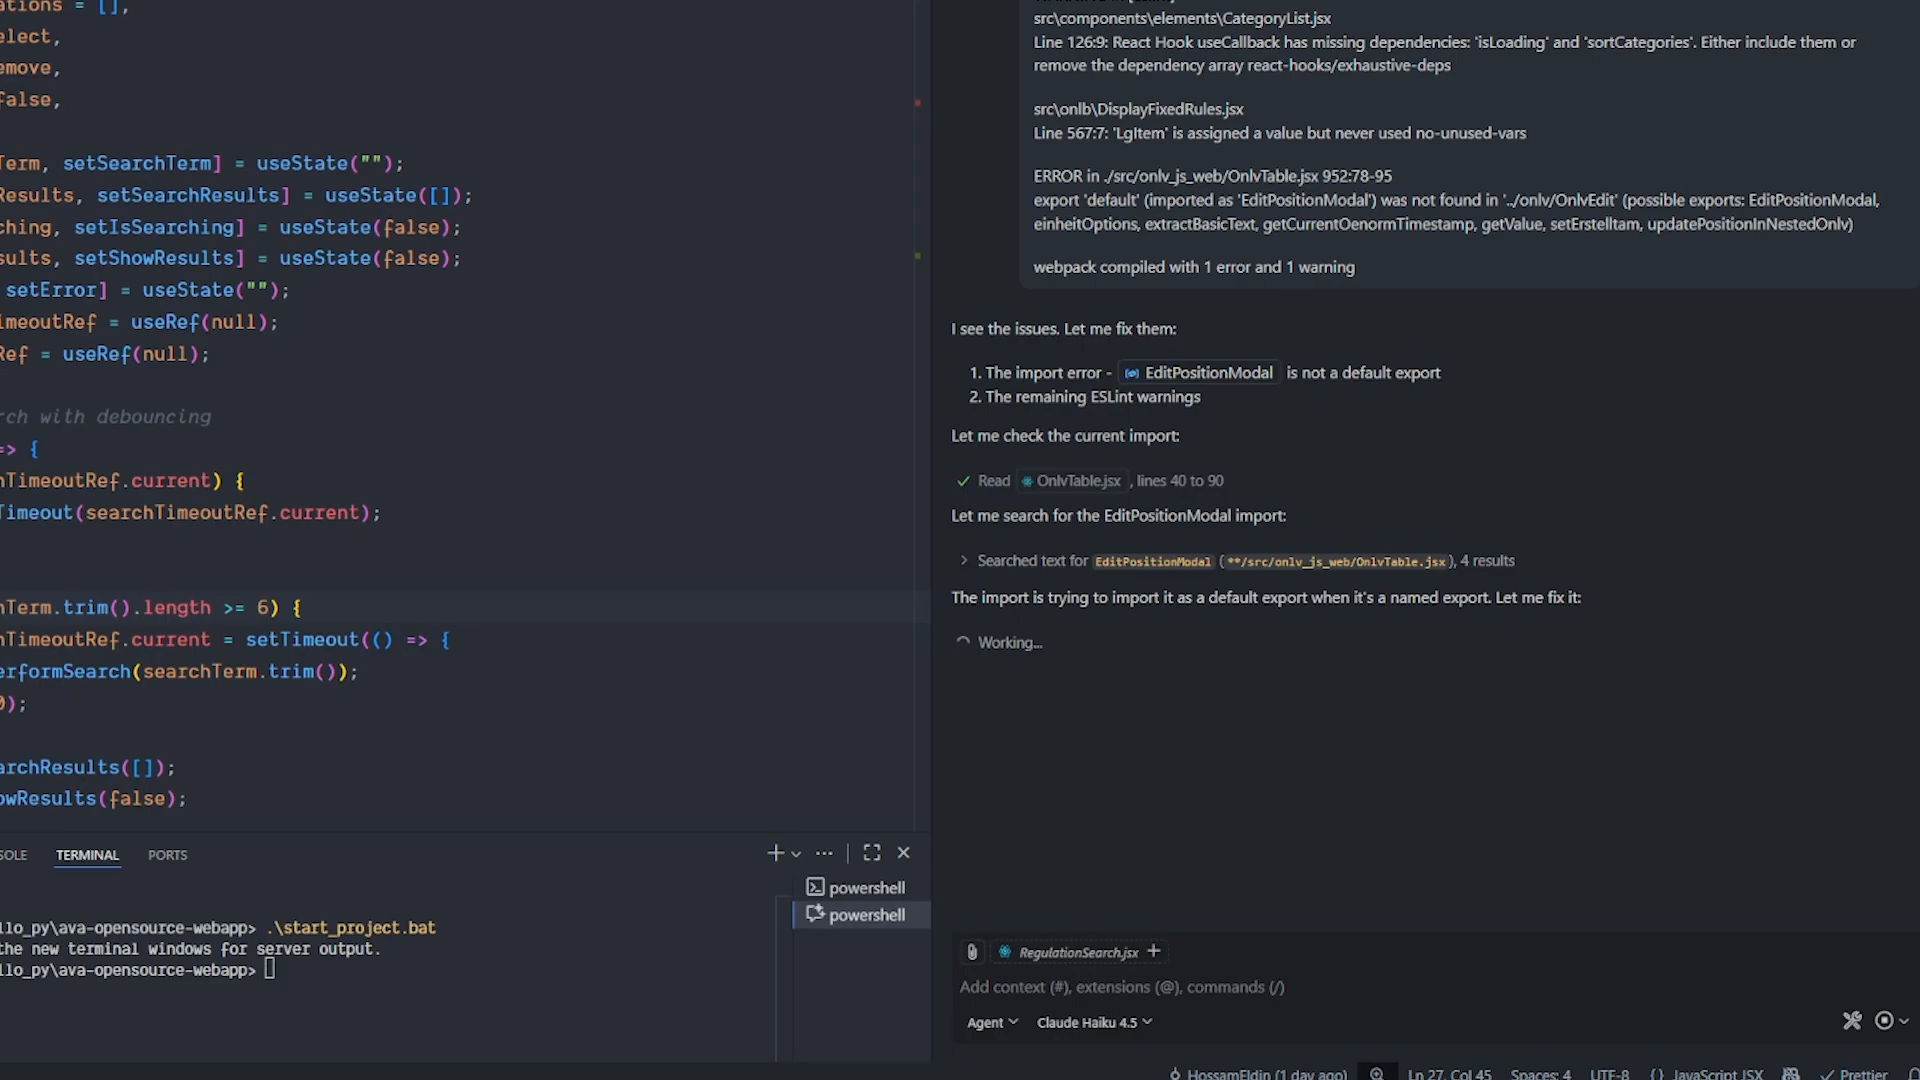 ations = [],
elect,
emove,
false,
Term, setSearchTerm] = useState("");
Results, setSearchResults] = useState([]);
ching, setIsSearching] = useState(false);
sults, setShowResults] = useState(false);
setError] = useState("");
imeoutRef = useRef(null);
Ref = useRef(null);
rch with debouncing
=> {
hTimeoutRef.current) {
Timeout(searchTimeoutRef.current);
hTerm.trim().length >= 6) {
hTimeoutRef.current = setTimeout(() => {
erformSearch(searchTerm.trim());
0);
archResults([]);
owResults(false);
SOLE TERMINAL PORTS
powershell
powershell
llo_py\ava-opensource-webapp> .\start_project.bat
the new terminal windows for server output.
llo_py\ava-opensource-webapp>
src\components\elements\CategoryList.jsx
Line 126:9: React Hook useCallback has missing dependencies: 'isLoading' and 'sortCategories'. Either include them or
remove the dependency array react-hooks/exhaustive-deps
src\onlb\DisplayFixedRules.jsx
Line 567:7: 'LgItem' is assigned a value but never used no-unused-vars
ERROR in ./src/onlv_js_web/OnlvTable.jsx 952:78-95
export 'default' (imported as 'EditPositionModal') was not found in '../onlv/OnlvEdit' (possible exports: EditPositionModal,
einheitOptions, extractBasicText, getCurrentOenormTimestamp, getValue, setErstelltam, updatePositionInNestedOnlv)
webpack compiled with 1 error and 1 warning
I see the issues. Let me fix them:
1. The import error - EditPositionModal is not a default export
2. The remaining ESLint warnings
Let me check the current import:
Read OnlvTable.jsx , lines 40 to 90
Let me search for the EditPositionModal import:
Searched text for EditPositionModal (**/src/onlv_js_web/OnlvTable.jsx), 4 results
The import is trying to import it as a default export when it's a named export. Let me fix it:
Working...
RegulationSearch.jsx +
Add context (#), extensions (@), commands (/)
Agent Claude Haiku 4.5
HossamEldin (1 day ago) Ln 27, Col 45 Spaces: 4 UTF-8 {} JavaScript JSX Prettier